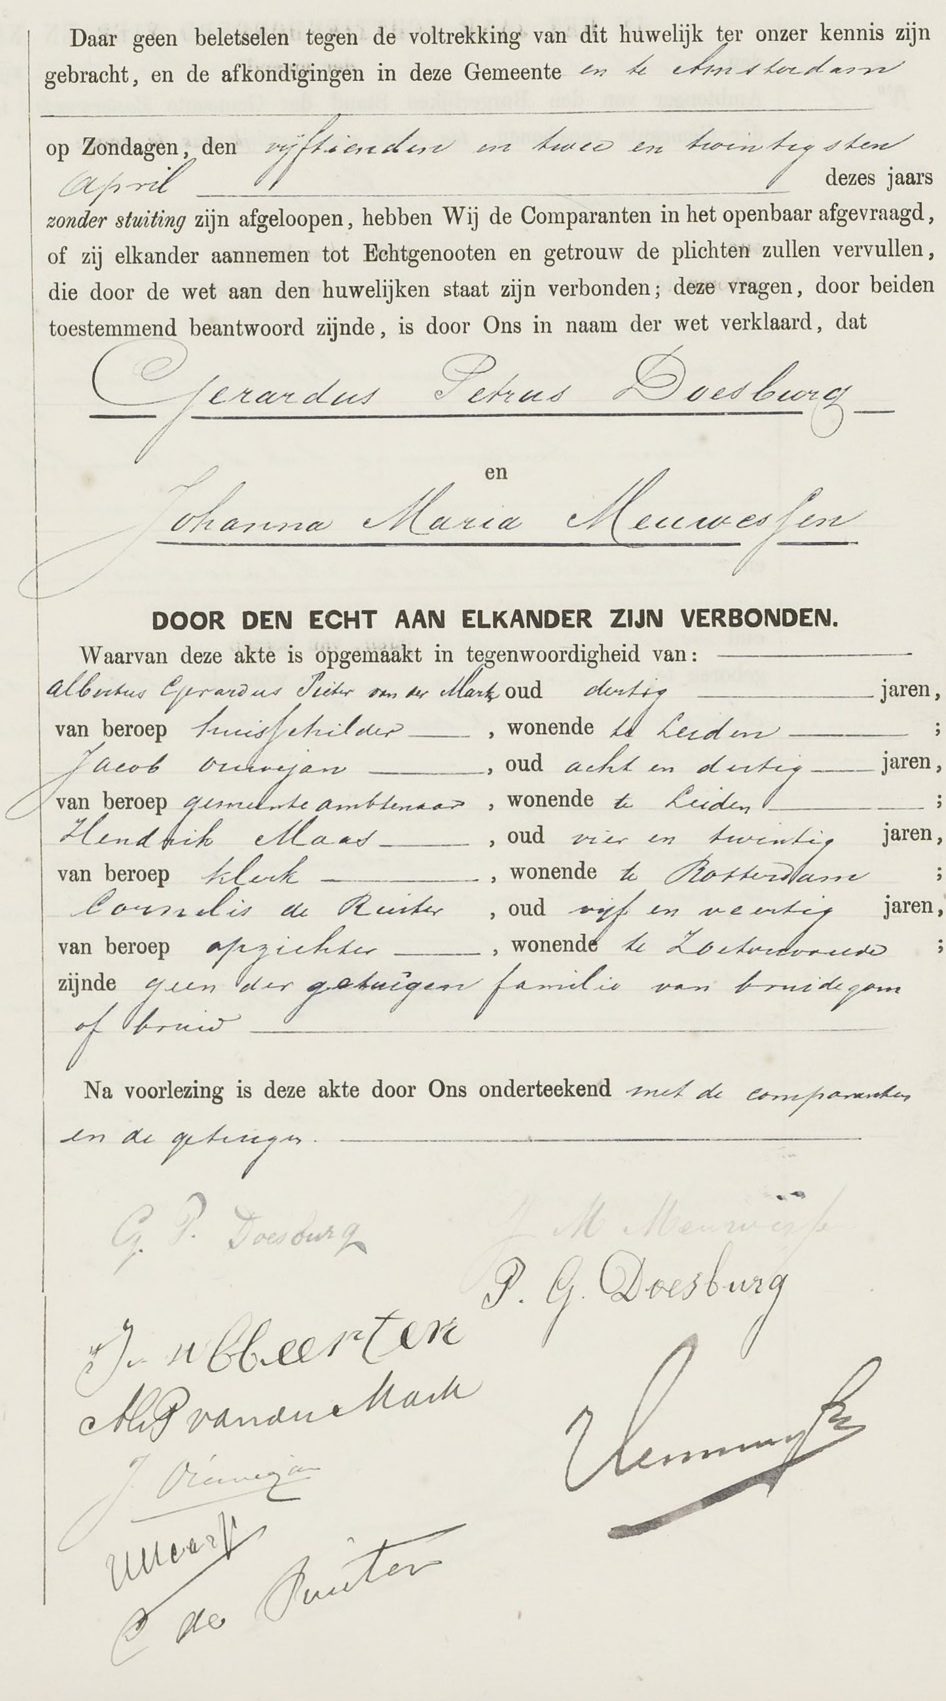 Daar geen beletselen tegen de voltrekking van dit huwelijk ter onzer kennis zijn
gebracht, en de afkondigingen in deze Gemeente en te Amsterdam
op Zondagen, den vijftienden en twee en twintigsten
April dezes jaars
zonder stuiting zijn afgeloopen, hebben Wij de Comparanten in het openbaar afgevraagd,
of zij elkander aannemen tot Echtgenooten en getrouw de plichten zullen vervullen,
die door de wet aan den huwelijken staat zijn verbonden; deze vragen, door beiden
toestemmend beantwoord zijnde, is door Ons in naam der wet verklaard, dat
Gerardus Petrus Doesburg
en
Johanna Maria Meuwessen
DOOR DEN ECHT AAN ELKANDER ZIJN VERBONDEN.
Waarvan deze akte is opgemaakt in tegenwoordigheid van:
Albertus Gerardus Pieter van der Mark oud dertig jaren,
van beroep huisschilder, wonende te Leiden;
Jacob, oud acht en dertig jaren,
van beroep gemeenteambtenaar, wonende te Leiden;
Hendrik Maas, oud vier en twintig jaren,
van beroep klerk, wonende te Rotterdam;
Cornelis de Ruiter, oud vijf en veertig jaren,
van beroep opzichter, wonende te Zoeterwoude;
zijnde geen der getuigen familie van bruidegom
of bruid
Na voorlezing is deze akte door Ons onderteekend met de comparanten
en de getuigen.
G. P. Doesburg
J M Meuwessen
P. G. Doesburg
van der Mark
J.
HMaas
C de Ruiter